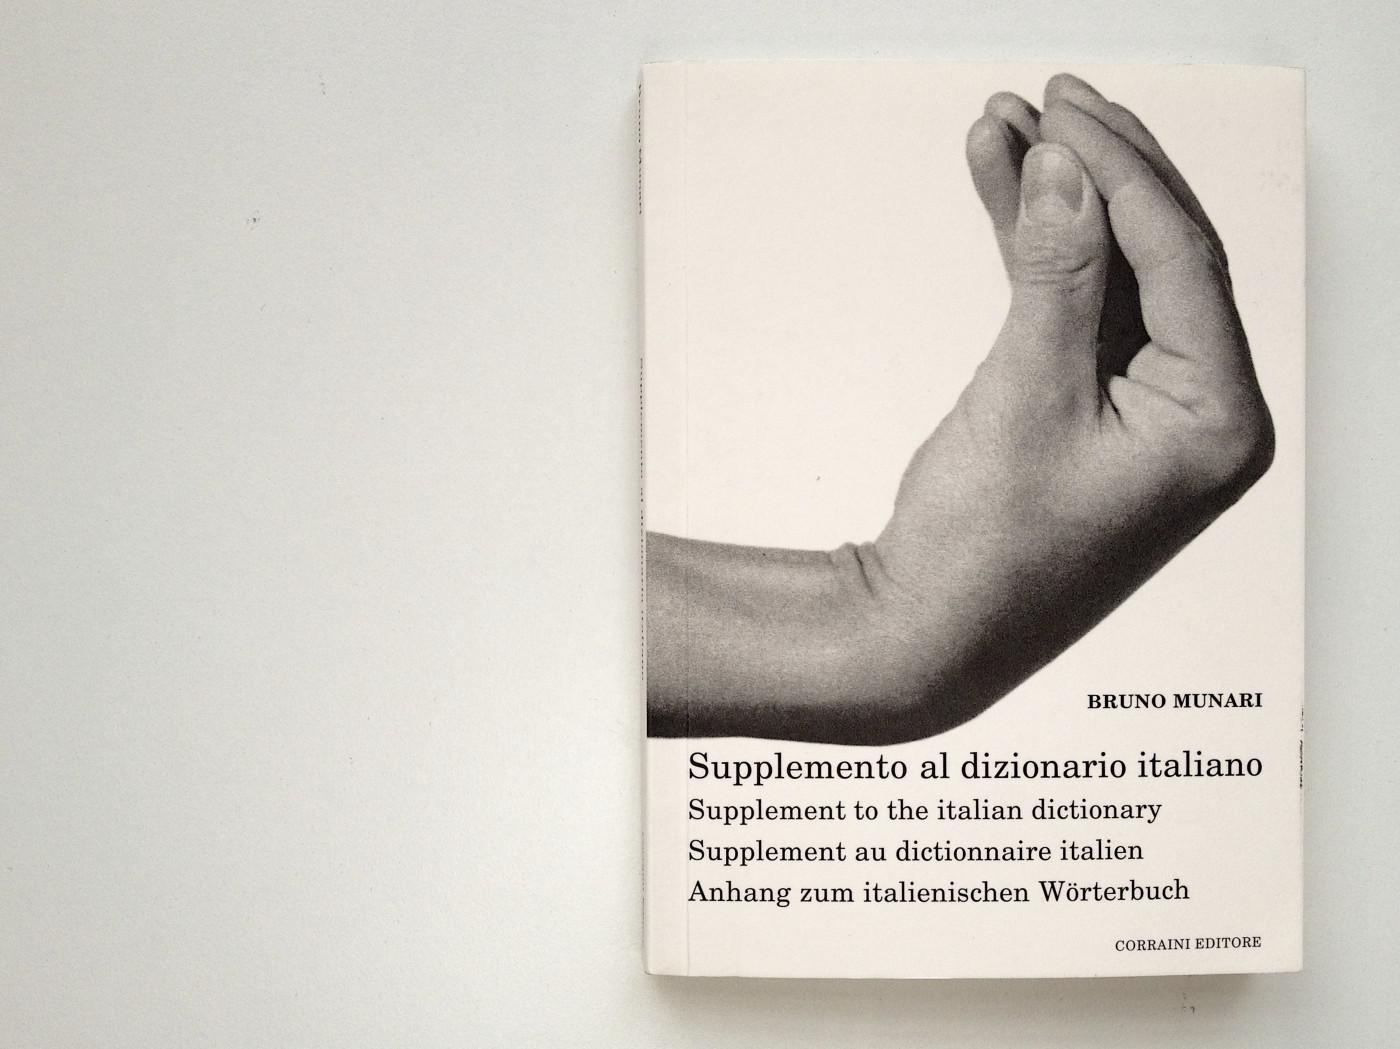 BRUNO MUNARI
Supplemento al dizionario italiano
Supplement to the italian dictionary
Supplement au dictionnaire italien
Anhang zum italienischen Wörterbuch
CORRAINI EDITORE